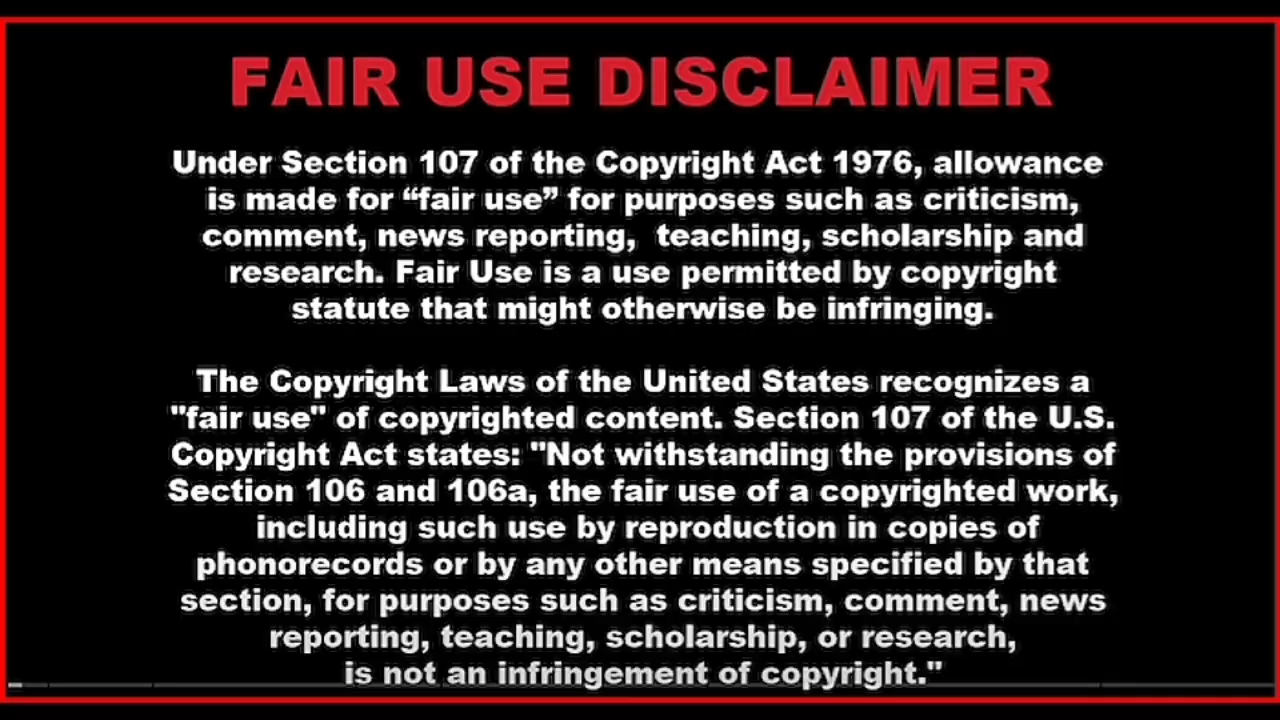 FAIR USE DISCLAIMER
Under Section 107 of the Copyright Act 1976, allowance
is made for “fair use” for purposes such as criticism,
comment, news reporting,  teaching, scholarship and
research. Fair Use is a use permitted by copyright
statute that might otherwise be infringing.
The Copyright Laws of the United States recognizes a
"fair use" of copyrighted content. Section 107 of the U.S.
Copyright Act states: "Not withstanding the provisions of
Section 106 and 106a, the fair use of a copyrighted work,
including such use by reproduction in copies of
phonorecords or by any other means specified by that
section, for purposes such as criticism, comment, news
reporting, teaching, scholarship, or research,
is not an infringement of copyright."